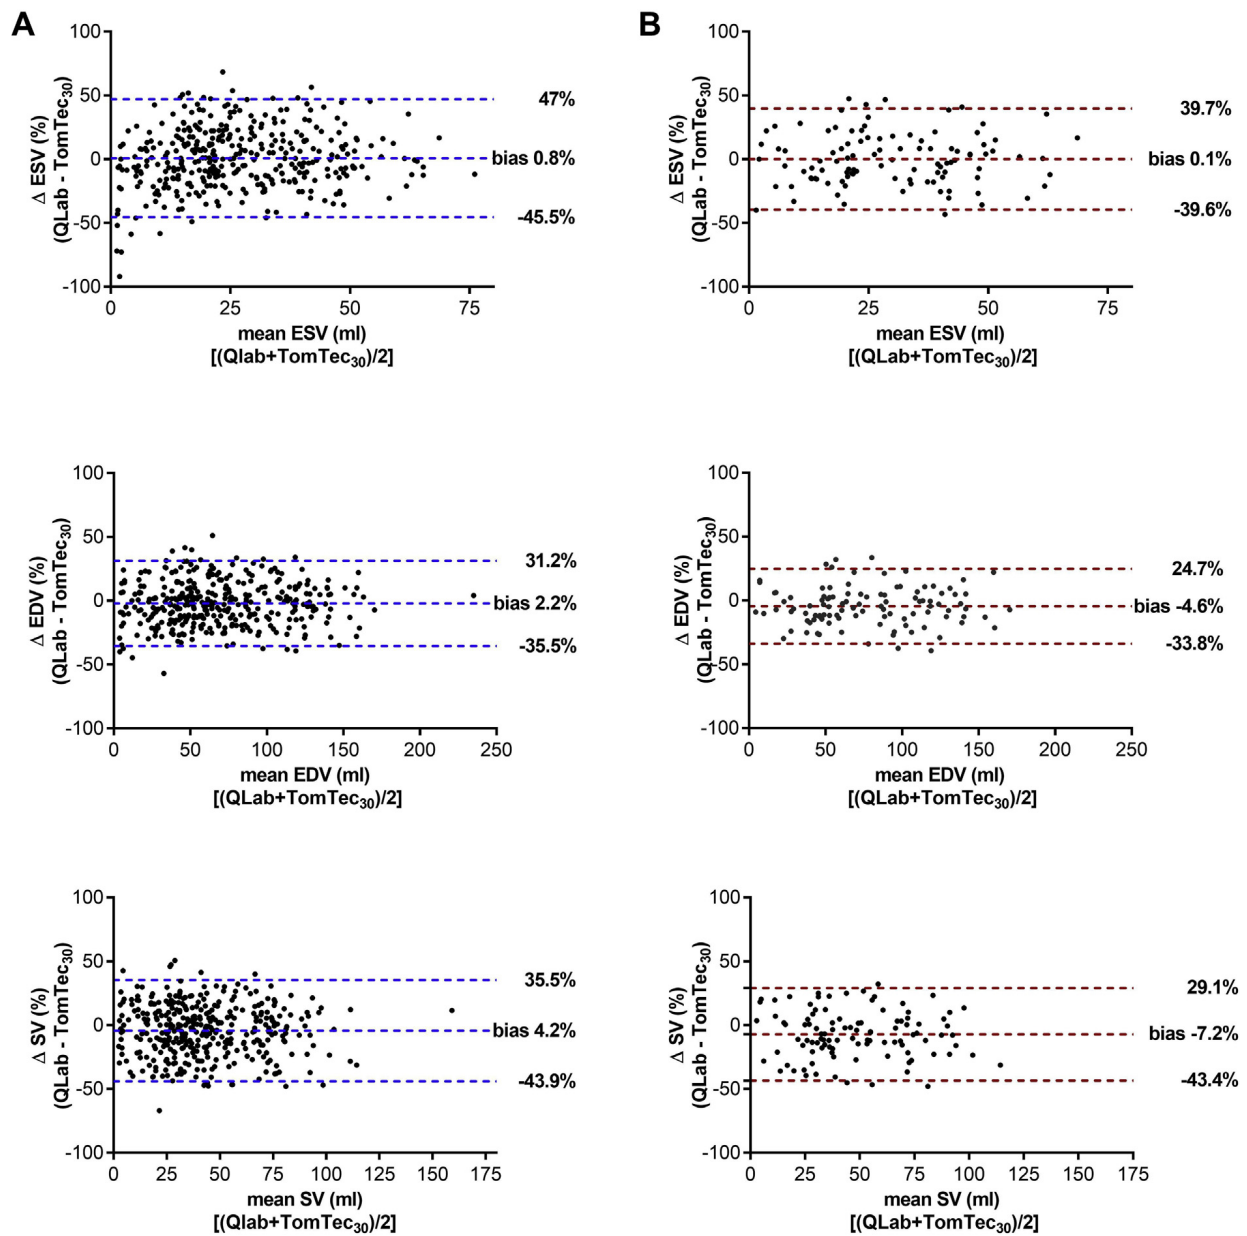 A
Δ ESV (%)
(QLab - TomTec30)
100
50
0
-50
-100
47%
bias 0.8%
-45.5%
0 25 50 75
mean ESV (ml)
[(Qlab+TomTec30)/2]
B
Δ ESV (%)
(QLab - TomTec30)
100
50
0
-50
-100
39.7%
bias 0.1%
-39.6%
0 25 50 75
mean ESV (ml)
[(QLab+TomTec30)/2]
Δ EDV (%)
(QLab - TomTec30)
100
50
0
-50
-100
31.2%
bias 2.2%
-35.5%
0 50 100 150 200 250
mean EDV (ml)
[(QLab+TomTec30)/2]
Δ EDV (%)
(QLab - TomTec30)
100
50
0
-50
-100
24.7%
bias -4.6%
-33.8%
0 50 100 150 200 250
mean EDV (ml)
[(QLab+TomTec30)/2]
Δ SV (%)
(QLab - TomTec30)
100
50
0
-50
-100
35.5%
bias 4.2%
-43.9%
0 25 50 75 100 125 150 175
mean SV (ml)
[(Qlab+TomTec30)/2]
Δ SV (%)
(QLab - TomTec30)
100
50
0
-50
-100
29.1%
bias -7.2%
-43.4%
0 25 50 75 100 125 150 175
mean SV (ml)
[(QLab+TomTec30)/2]